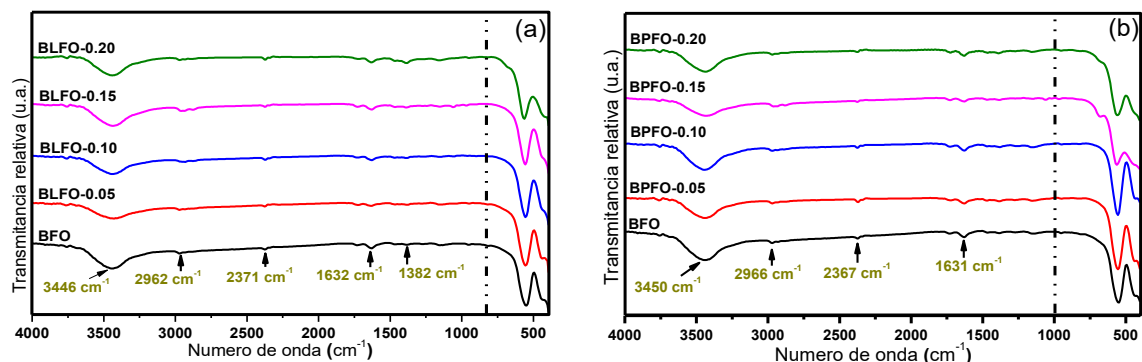 (a)
Transmitancia relativa (u.a.)
BLFO-0.20
BLFO-0.15
BLFO-0.10
BLFO-0.05
BFO
3446 cm⁻¹
2962 cm⁻¹
2371 cm⁻¹
1632 cm⁻¹
1382 cm⁻¹
4000 3500 3000 2500 2000 1500 1000 500
Numero de onda (cm⁻¹)
(b)
Transmitancia relativa (u.a.)
BPFO-0.20
BPFO-0.15
BPFO-0.10
BPFO-0.05
BFO
3450 cm⁻¹
2966 cm⁻¹
2367 cm⁻¹
1631 cm⁻¹
4000 3500 3000 2500 2000 1500 1000 500
Numero de onda (cm⁻¹)